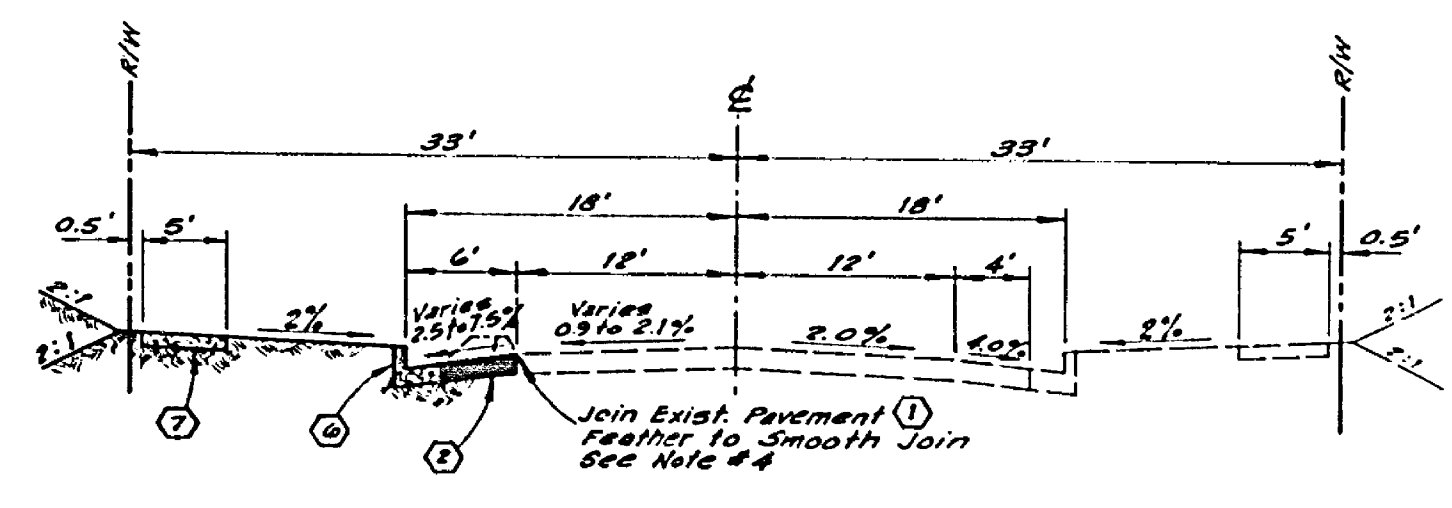 R/W
R/W
℄
33'
33'
18'
18'
0.5'
5'
6'
12'
12'
4'
5'
0.5'
2:1
2%
Varies
2.5 to 7.5%
Varies
0.9 to 2.1%
2.0%
4.0%
2%
2:1
2:1
2:1
7
6
2
Join Exist. Pavement 1
Feather to Smooth Join
See Note #4